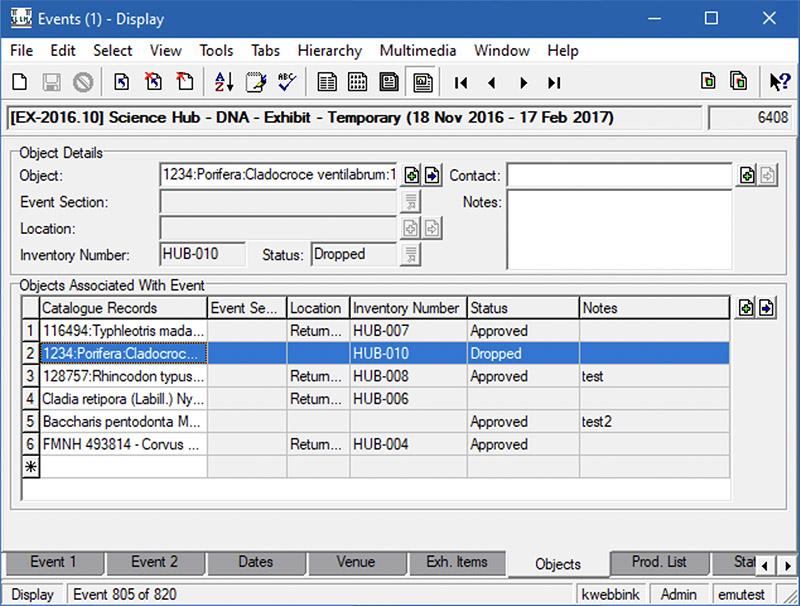 Events (1) - Display
File Edit Select View Tools Tabs Hierarchy Multimedia Window Help
[EX-2016.10] Science Hub - DNA - Exhibit - Temporary (18 Nov 2016 - 17 Feb 2017) 6408
Object Details
Object: 1234:Porifera:Cladocroce ventilabrum:1 Contact:
Event Section: Notes:
Location:
Inventory Number: HUB-010 Status: Dropped
Objects Associated With Event
Catalogue Records Event Se... Location Inventory Number Status Notes
1 116494:Typhleotris mada... Return... HUB-007 Approved
2 1234:Porifera:Cladocroc... HUB-010 Dropped
3 128757:Rhincodon typus... Return... HUB-008 Approved test
4 Cladia retipora (Labill.) Ny... Return... HUB-006
5 Baccharis pentodonta M... Approved test2
6 FMNH 493814 - Corvus ... Return... HUB-004 Approved
Event 1 Event 2 Dates Venue Exh. Items Objects Prod. List Stat
Display Event 805 of 820 kwebbink Admin emutest